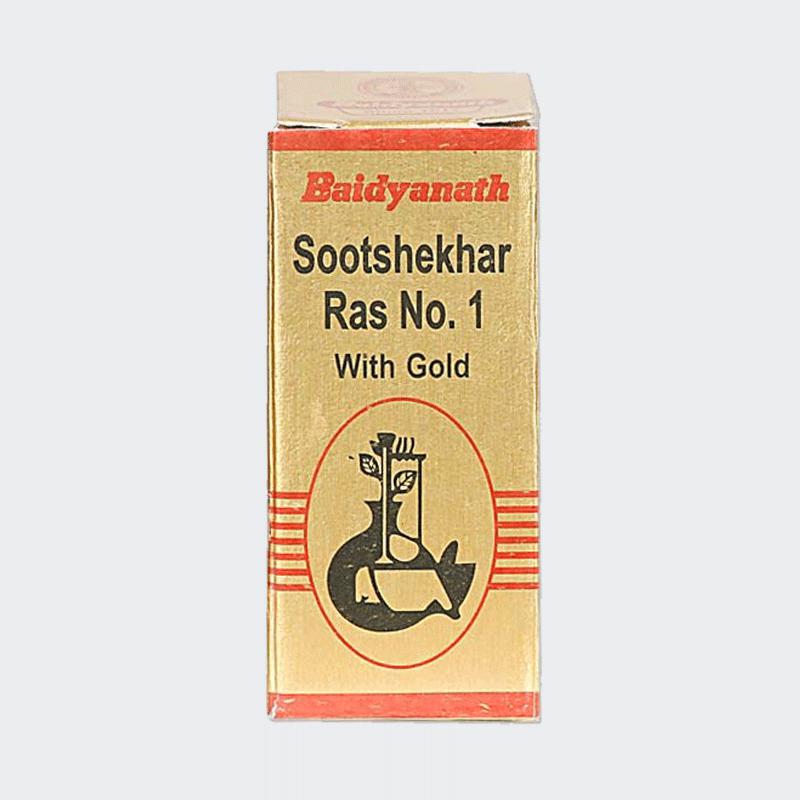 Baidyanath
Sootshekhar
Ras No. 1
With Gold